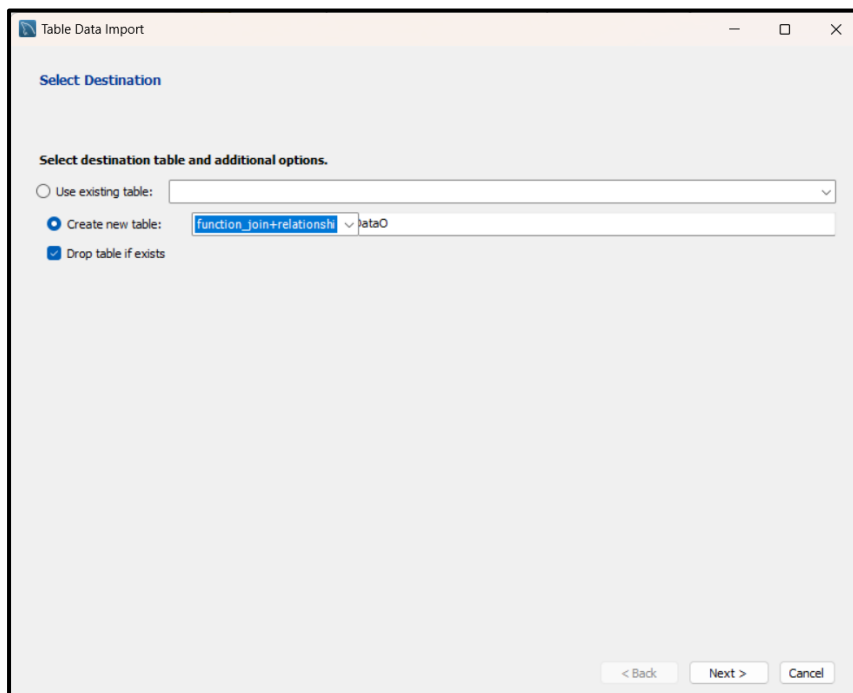 Table Data Import
Select Destination
Select destination table and additional options.
Use existing table:
Create new table: function_join+relationshi
Drop table if exists
< Back Next > Cancel